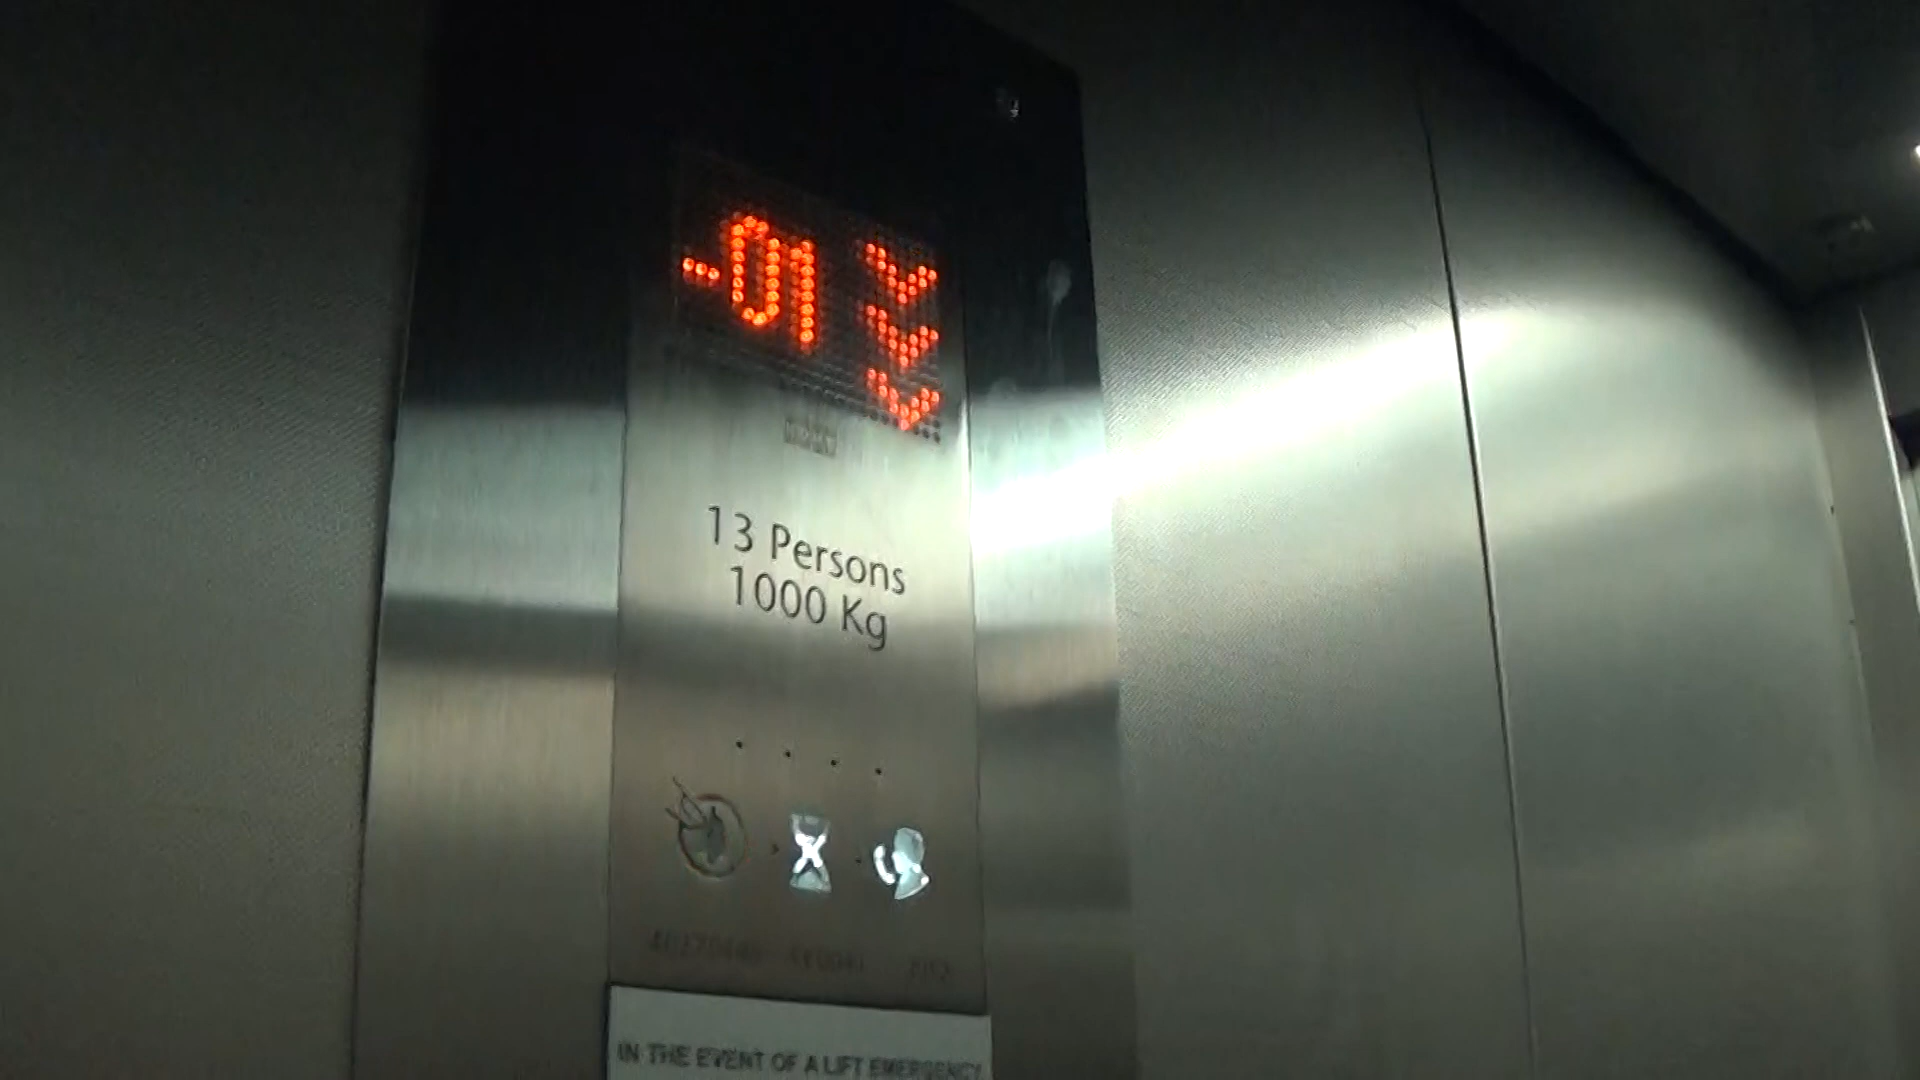 -01
13 Persons
1000 Kg
IN THE EVENT OF A LIFT EMERGENCY